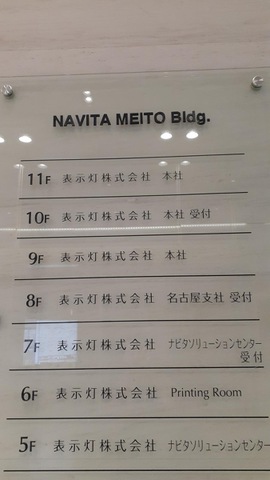 NAVITA MEITO Bldg.
11F 表示灯株式会社 本社
10F 表示灯株式会社 本社 受付
9F 表示灯株式会社 本社
8F 表示灯株式会社 名古屋支社 受付
7F 表示灯株式会社 ナビタソリューションセンター
受付
6F 表示灯株式会社 Printing Room
5F 表示灯株式会社 ナビタソリューションセンター